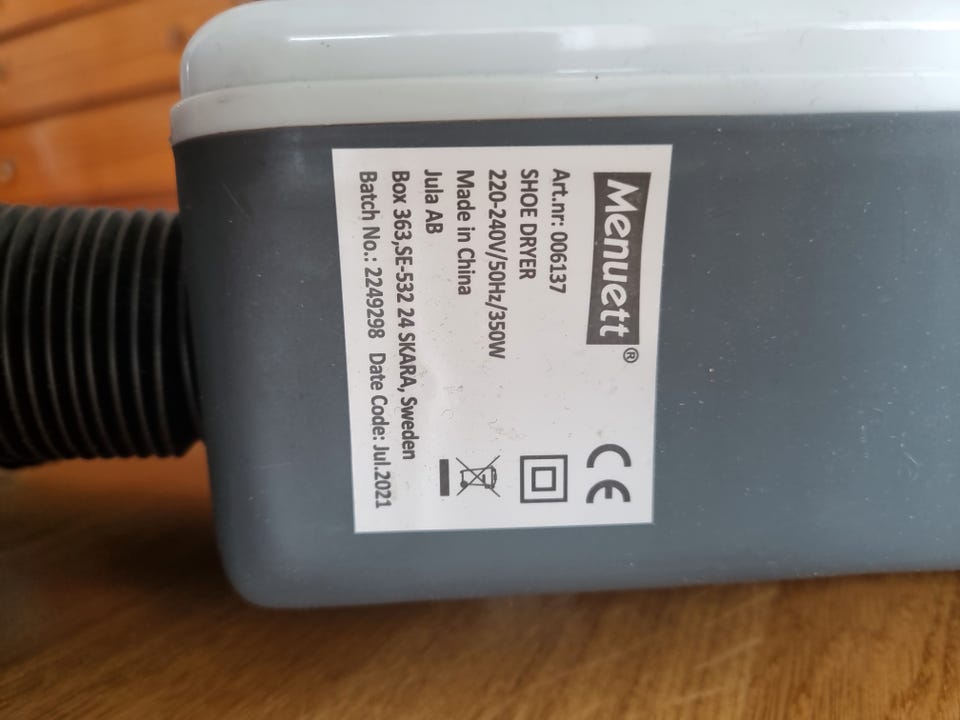 Menuett®
Art.nr: 006137
SHOE DRYER
220-240V/50Hz/350W
Made in China
Jula AB
Box 363,SE-532 24 SKARA, Sweden
Batch No.: 2249298 Date Code: Jul.2021
CE